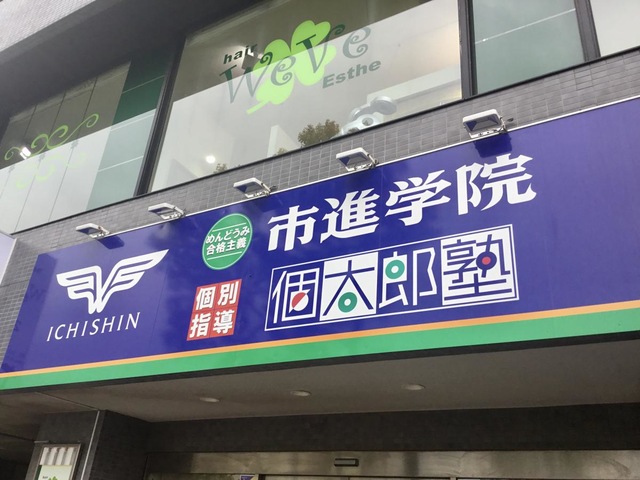 hair
WeVe
Esthe
ICHISHIN
めんどうみ
合格主義
市進学院
個別
指導
個太郎塾